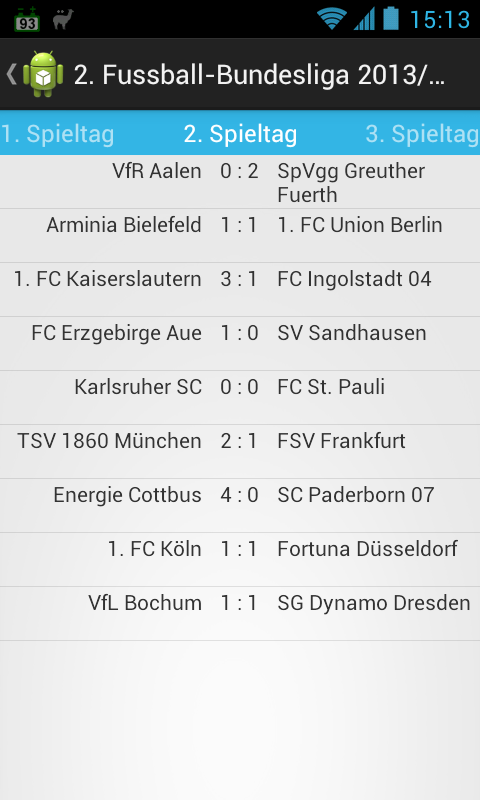 93 15:13
2. Fussball-Bundesliga 2013/...
1. Spieltag 2. Spieltag 3. Spieltag
VfR Aalen 0 : 2 SpVgg Greuther
Fuerth
Arminia Bielefeld 1 : 1 1. FC Union Berlin
1. FC Kaiserslautern 3 : 1 FC Ingolstadt 04
FC Erzgebirge Aue 1 : 0 SV Sandhausen
Karlsruher SC 0 : 0 FC St. Pauli
TSV 1860 München 2 : 1 FSV Frankfurt
Energie Cottbus 4 : 0 SC Paderborn 07
1. FC Köln 1 : 1 Fortuna Düsseldorf
VfL Bochum 1 : 1 SG Dynamo Dresden